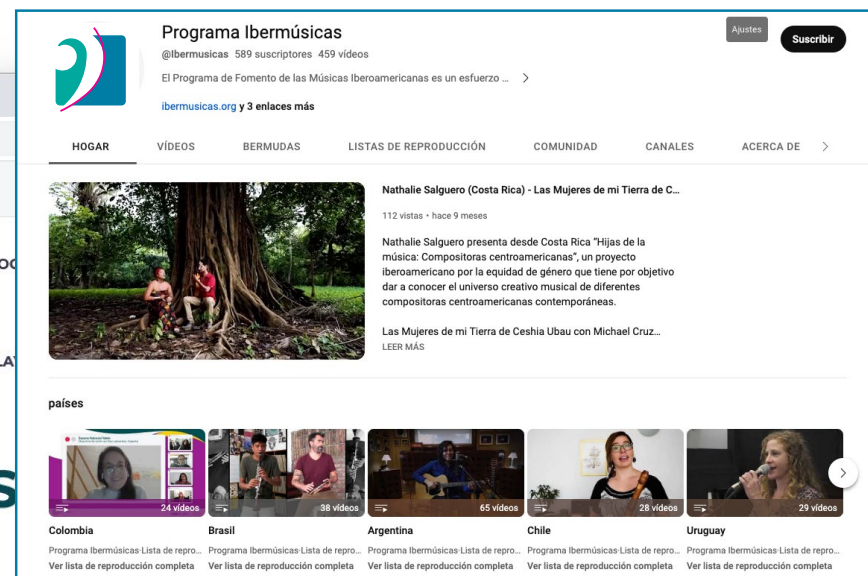 Programa Ibermúsicas
@Ibermusicas 589 suscriptores 459 vídeos
El Programa de Fomento de las Músicas Iberoamericanas es un esfuerzo ...
ibermusicas.org y 3 enlaces más
Ajustes
Suscribir
HOGAR VÍDEOS BERMUDAS LISTAS DE REPRODUCCIÓN COMUNIDAD CANALES ACERCA DE
Nathalie Salguero (Costa Rica) - Las Mujeres de mi Tierra de C...
112 vistas • hace 9 meses
Nathalie Salguero presenta desde Costa Rica "Hijas de la
música: Compositoras centroamericanas", un proyecto
iberoamericano por la equidad de género que tiene por objetivo
dar a conocer el universo creativo musical de diferentes
compositoras centroamericanas contemporáneas.
Las Mujeres de mi Tierra de Ceshia Ubau con Michael Cruz...
LEER MÁS
países
24 vídeos 38 vídeos 65 vídeos 28 vídeos 29 vídeos
Colombia Brasil Argentina Chile Uruguay
Programa Ibermúsicas·Lista de repro... Programa Ibermúsicas·Lista de repro... Programa Ibermúsicas·Lista de repro... Programa Ibermúsicas·Lista de repro... Programa Ibermúsicas·Lista de repro...
Ver lista de reproducción completa Ver lista de reproducción completa Ver lista de reproducción completa Ver lista de reproducción completa Ver lista de reproducción completa